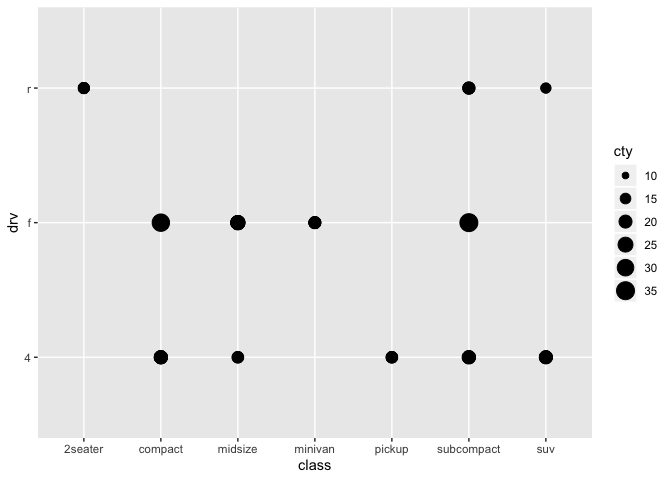 r
f
4
drv
2seater compact midsize minivan pickup subcompact suv
class
cty
10
15
20
25
30
35